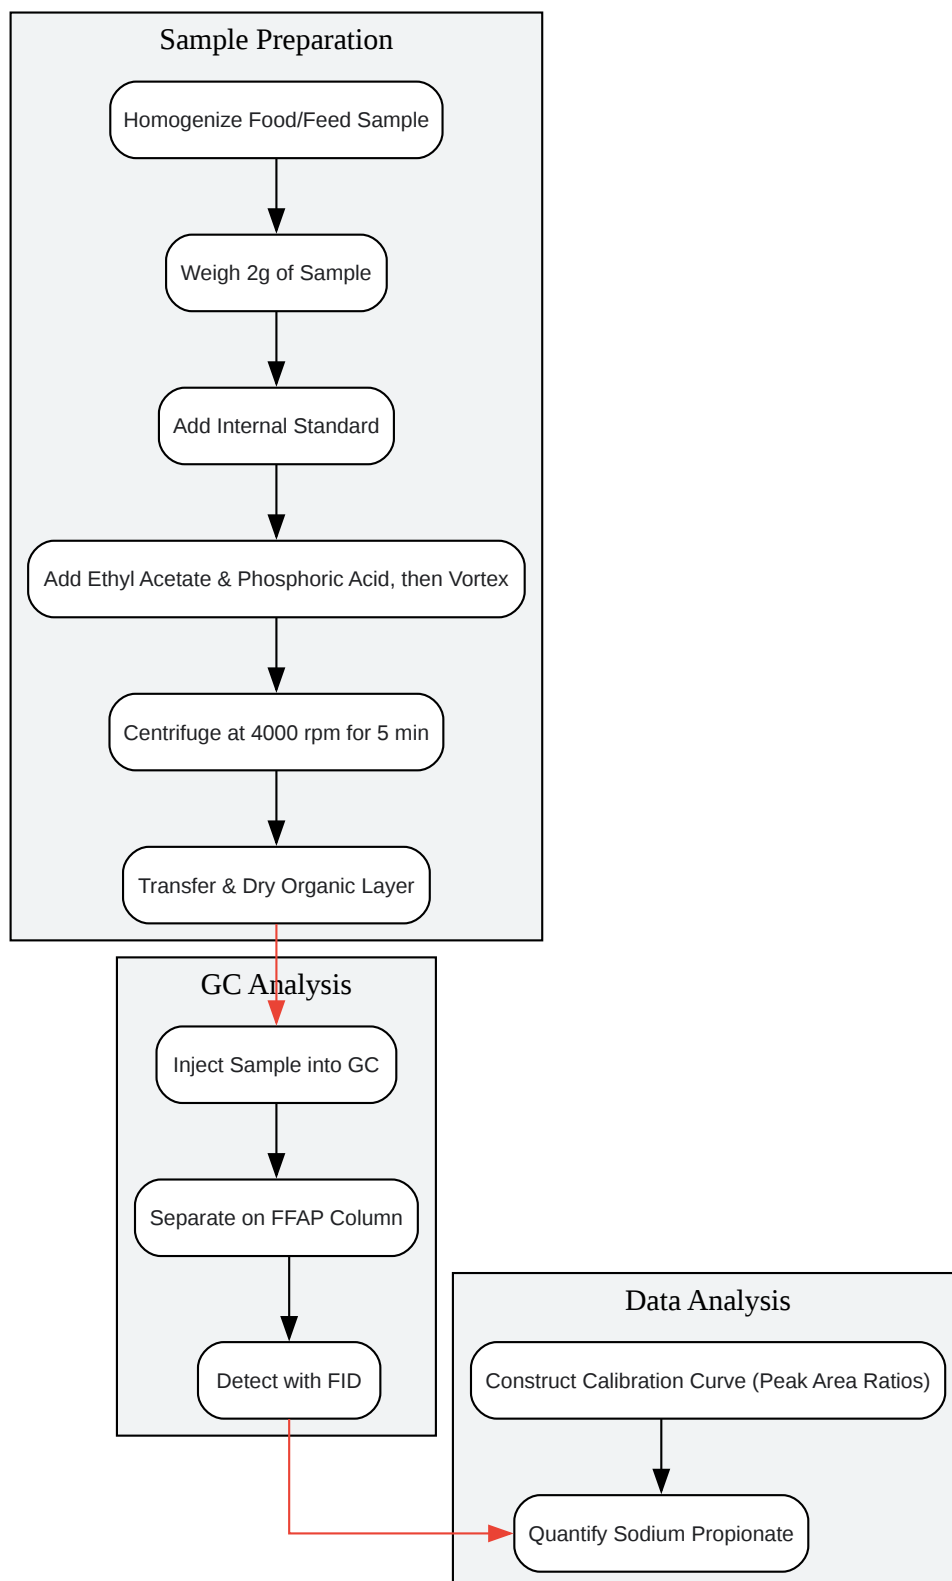 Sample Preparation
Homogenize Food/Feed Sample
Weigh 2g of Sample
Add Internal Standard
Add Ethyl Acetate & Phosphoric Acid, then Vortex
Centrifuge at 4000 rpm for 5 min
Transfer & Dry Organic Layer
GC Analysis
Inject Sample into GC
Separate on FFAP Column
Detect with FID
Data Analysis
Construct Calibration Curve (Peak Area Ratios)
Quantify Sodium Propionate